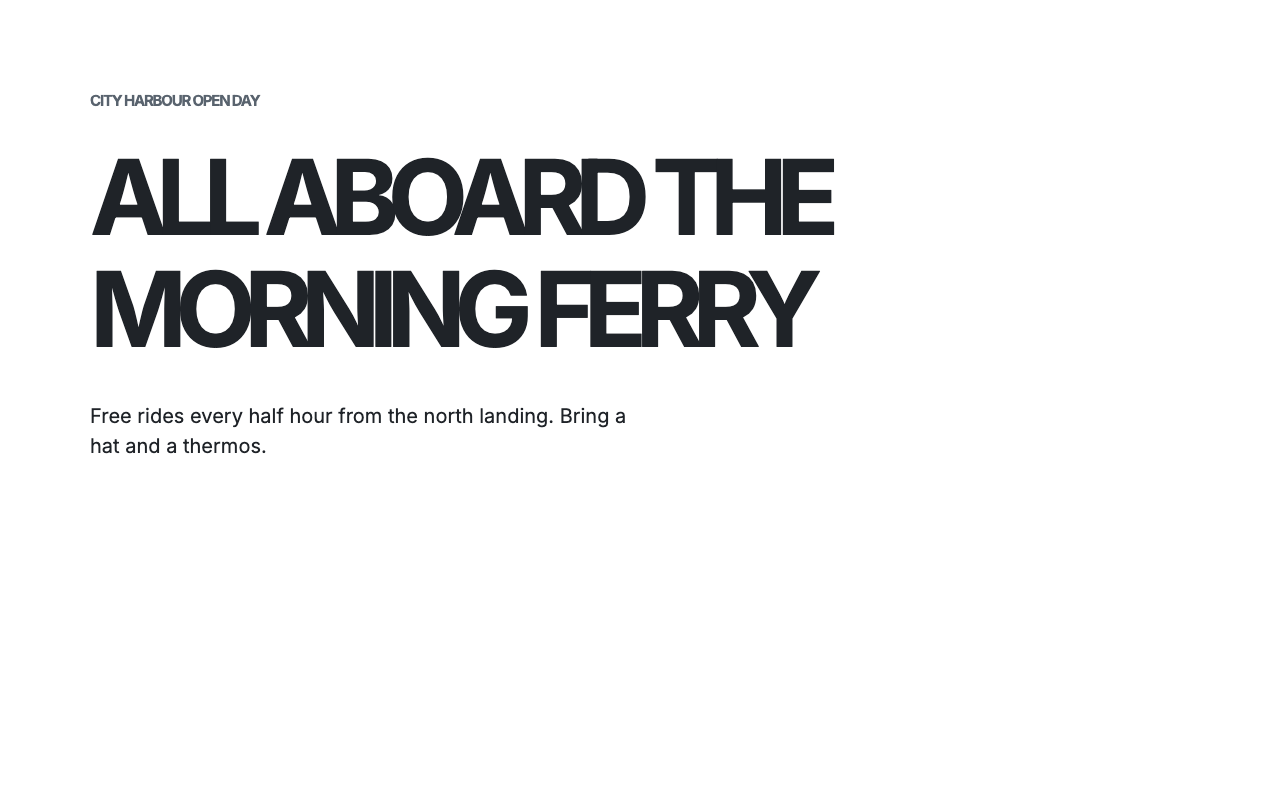 CITY HARBOUR OPEN DAY
ALL ABOARD THE
MORNING FERRY
Free rides every half hour from the north landing. Bring a
hat and a thermos.